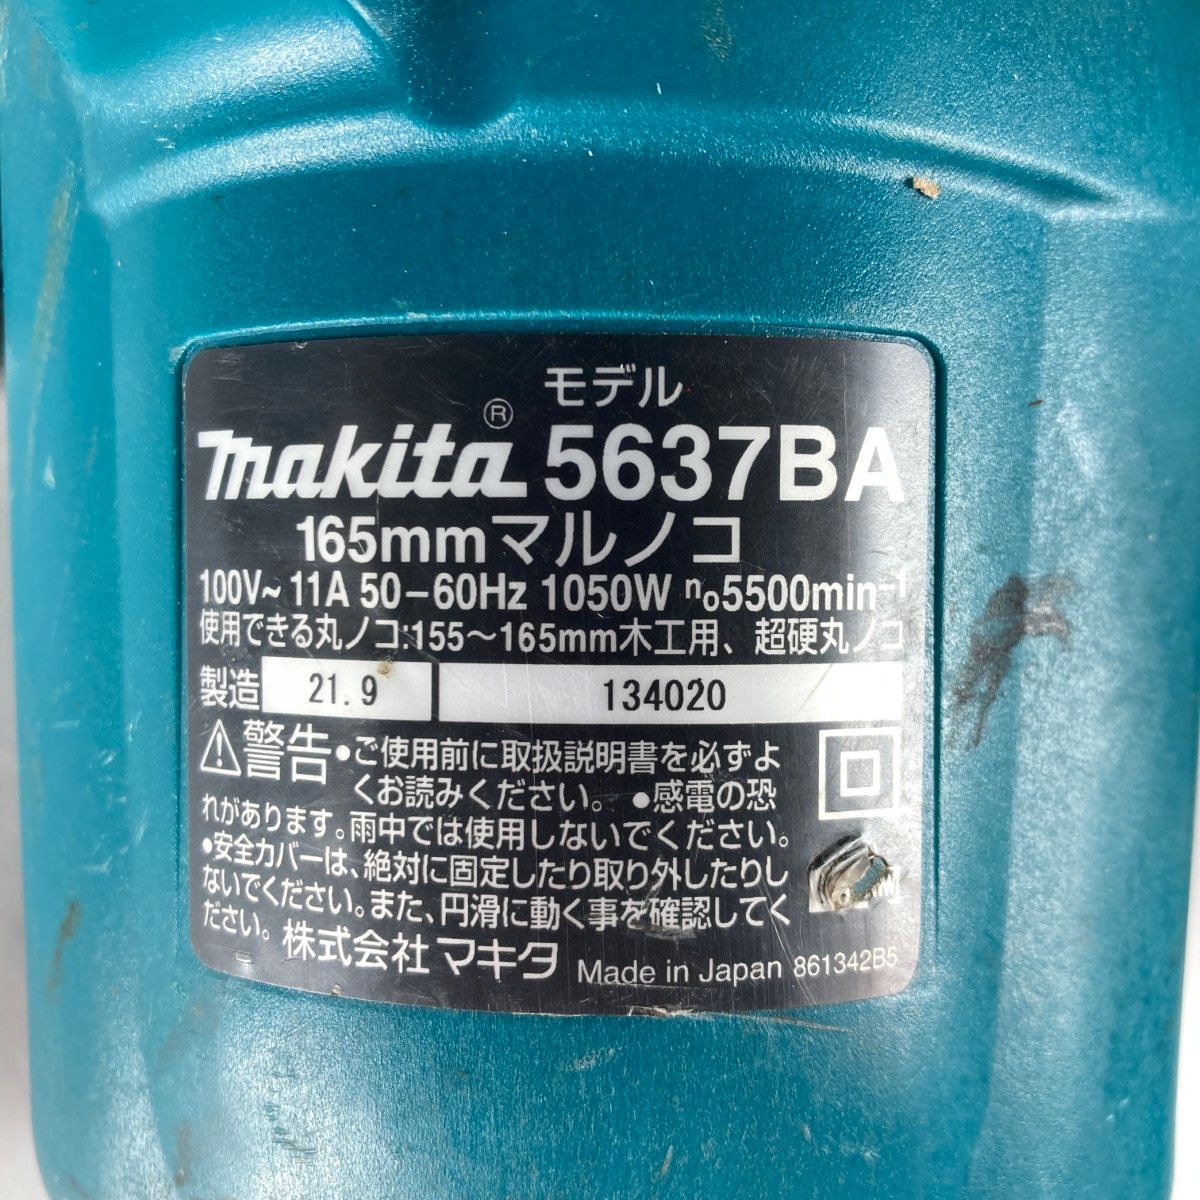 モデル
makita® 5637BA
165mmマルノコ
100V~ 11A 50-60Hz 1050W n₀5500min⁻¹
使用できる丸ノコ:155~165mm木工用、超硬丸ノコ
製造 21.9 134020
⚠警告●ご使用前に取扱説明書を必ずよ
くお読みください。●感電の恐
れがあります。雨中では使用しないでください。
●安全カバーは、絶対に固定したり取り外したりし
ないでください。また、円滑に動く事を確認してく
ださい。株式会社マキタ Made in Japan 861342B5